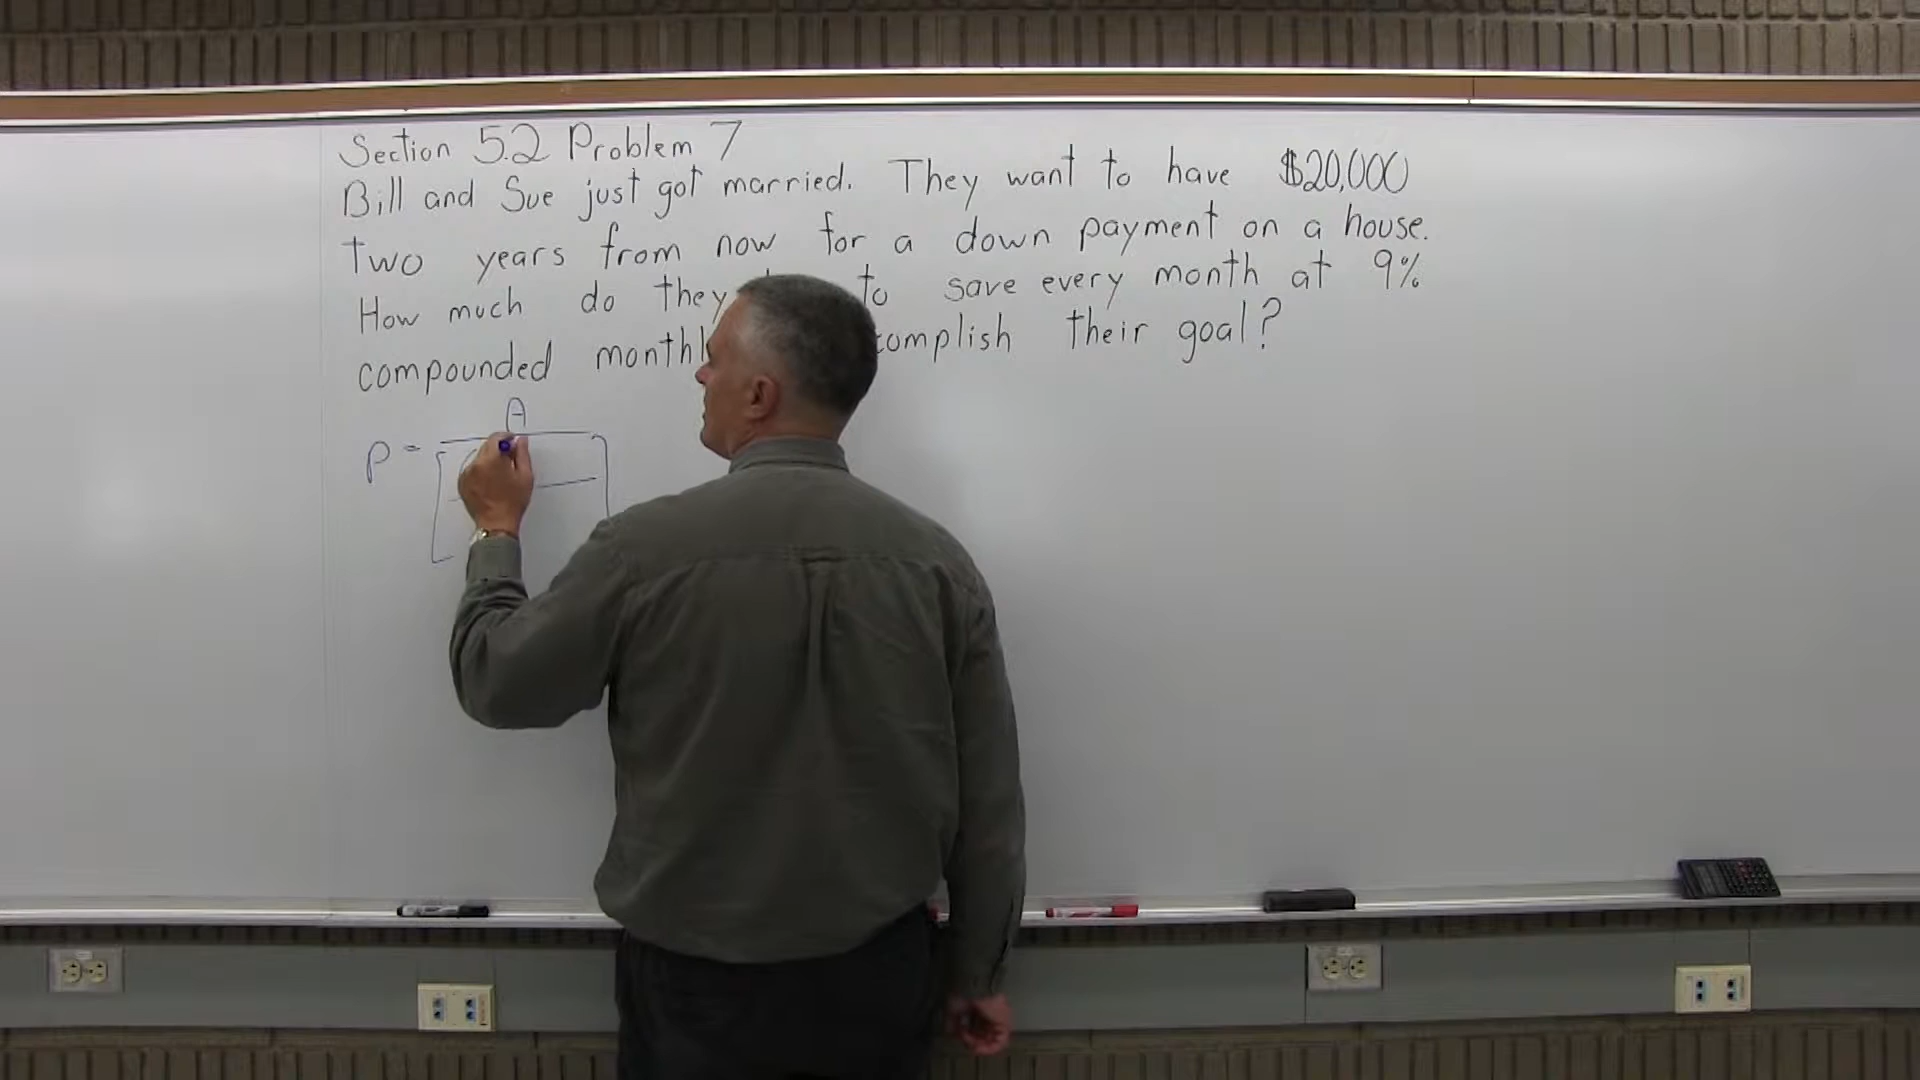 Section 5.2 Problem 7
Bill and Sue just got married. They want to have $20,000
two years from now for a down payment on a house.
How much do they to save every month at 9%
compounded monthl complish their goal?
A
P =